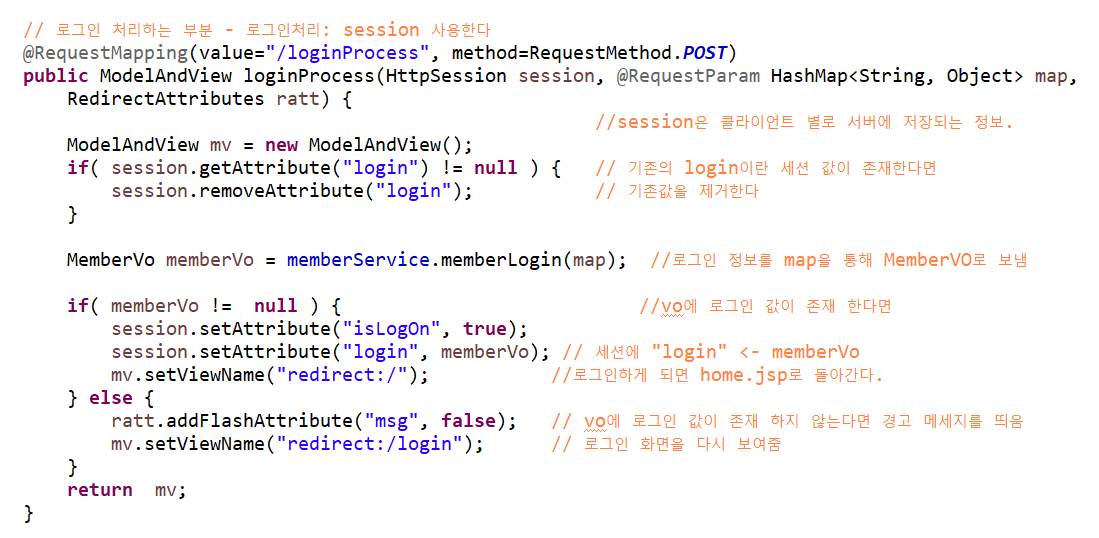 // 로그인 처리하는 부분 - 로그인처리: session 사용한다
@RequestMapping(value="/loginProcess", method=RequestMethod.POST)
public ModelAndView loginProcess(HttpSession session, @RequestParam HashMap<String, Object> map,
    RedirectAttributes ratt) {
                                                //session은 클라이언트 별로 서버에 저장되는 정보.
    ModelAndView mv = new ModelAndView();
    if( session.getAttribute("login") != null ) {   // 기존의 login이란 세션 값이 존재한다면
        session.removeAttribute("login");           // 기존값을 제거한다
    }
    MemberVo memberVo = memberService.memberLogin(map);  //로그인 정보를 map을 통해 MemberVO로 보냄
    if( memberVo !=  null ) {                           //vo에 로그인 값이 존재 한다면
        session.setAttribute("isLogOn", true);
        session.setAttribute("login", memberVo); // 세션에 "login" <- memberVo
        mv.setViewName("redirect:/");           //로그인하게 되면 home.jsp로 돌아간다.
    } else {
        ratt.addFlashAttribute("msg", false);   // vo에 로그인 값이 존재 하지 않는다면 경고 메세지를 띄움
        mv.setViewName("redirect:/login");      // 로그인 화면을 다시 보여줌
    }
    return  mv;
}